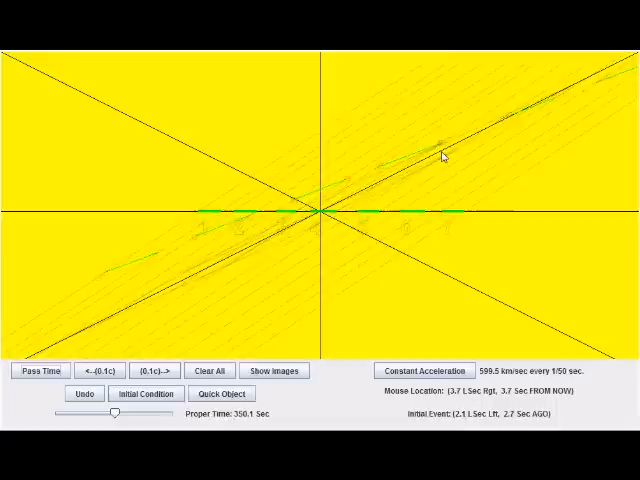 Pass Time <--(0.1c) (0.1c)--> Clear All Show Images Constant Acceleration 599.5 km/sec every 1/50 sec.
Undo Initial Condition Quick Object Mouse Location: (3.7 LSec Rgt, 3.7 Sec FROM NOW)
Proper Time: 350.1 Sec Initial Event: (2.1 LSec Lft, 2.7 Sec AGO)